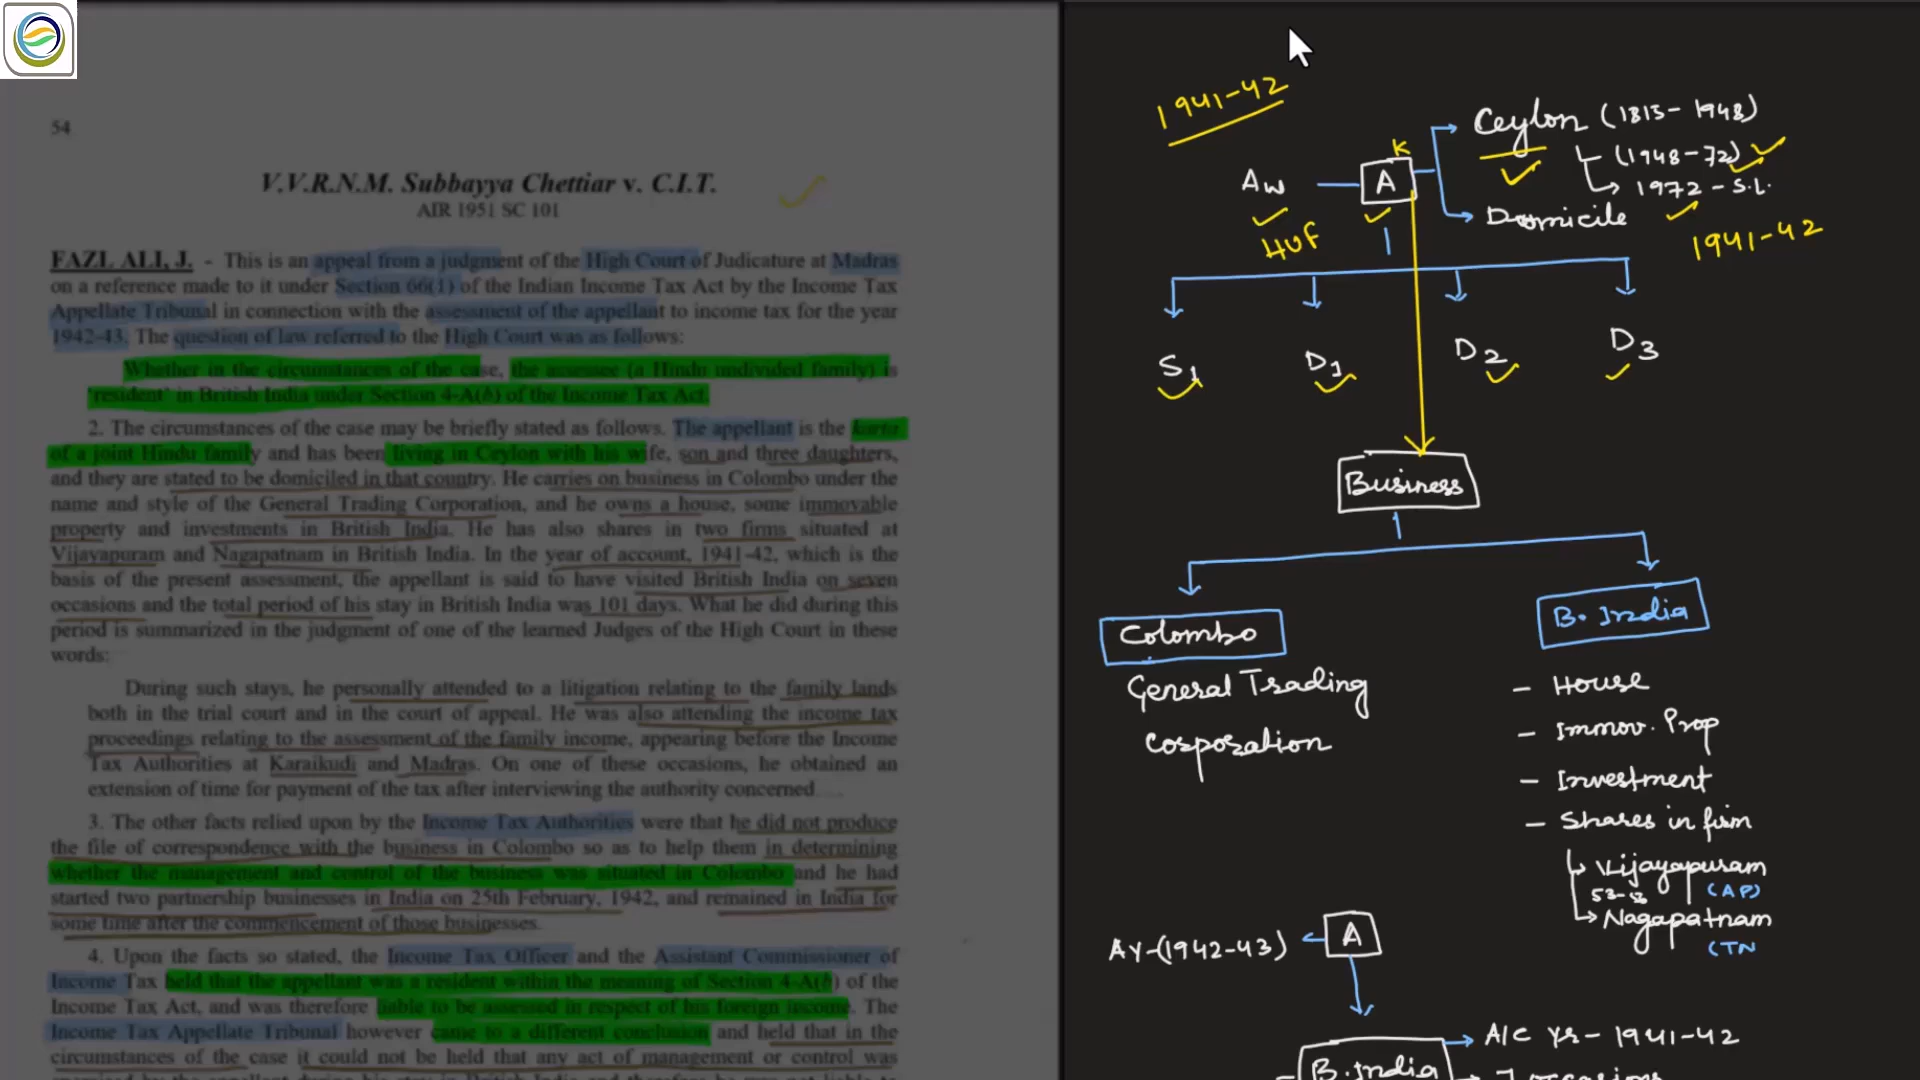 54
V.V.R.N.M. Subbayya Chettiar v. C.I.T.
AIR 1951 SC 101
FAZL ALI, J. - This is an appeal from a judgment of the High Court of Judicature at Madras
on a reference made to it under Section 66(1) of the Indian Income Tax Act by the Income Tax
Appellate Tribunal in connection with the assessment of the appellant to income tax for the year
1942-43. The question of law referred to the High Court was as follows:
Whether in the circumstances of the case, the assessee (a Hindu undivided family) is
'resident' in British India under Section 4-A(b) of the Income Tax Act.
2. The circumstances of the case may be briefly stated as follows. The appellant is the karta
of a joint Hindu family and has been living in Ceylon with his wife, son and three daughters,
and they are stated to be domiciled in that country. He carries on business in Colombo under the
name and style of the General Trading Corporation, and he owns a house, some immovable
property and investments in British India. He has also shares in two firms situated at
Vijayapuram and Nagapatnam in British India. In the year of account, 1941-42, which is the
basis of the present assessment, the appellant is said to have visited British India on seven
occasions and the total period of his stay in British India was 101 days. What he did during this
period is summarized in the judgment of one of the learned Judges of the High Court in these
words:
During such stays, he personally attended to a litigation relating to the family lands
both in the trial court and in the court of appeal. He was also attending the income tax
proceedings relating to the assessment of the family income, appearing before the Income
Tax Authorities at Karaikudi and Madras. On one of these occasions, he obtained an
extension of time for payment of the tax after interviewing the authority concerned....
3. The other facts relied upon by the Income Tax Authorities were that he did not produce
the file of correspondence with the business in Colombo so as to help them in determining
whether the management and control of the business was situated in Colombo and he had
started two partnership businesses in India on 25th February, 1942, and remained in India for
some time after the commencement of those businesses.
4. Upon the facts so stated, the Income Tax Officer and the Assistant Commissioner of
Income Tax held that the appellant was a resident within the meaning of Section 4-A(b) of the
Income Tax Act, and was therefore liable to be assessed in respect of his foreign income. The
Income Tax Appellate Tribunal however came to a different conclusion and held that in the
circumstances of the case it could not be held that any act of management or control was
1941-42
Ceylon (1815-1948)
K
(1948-72)
Aw
A
1972 - S.L.
Domicile
HUF
1941-42
S1
D1
D2
D3
Business
Colombo
B. India
General Trading
Corporation
- House
- Immov. Prop
- Investment
- Shares in firm
Vijayapuram
(AP)
Nagapatnam
(TN
AY-(1942-43)
A
A/C Yr - 1941-42
B. India
7 occasions